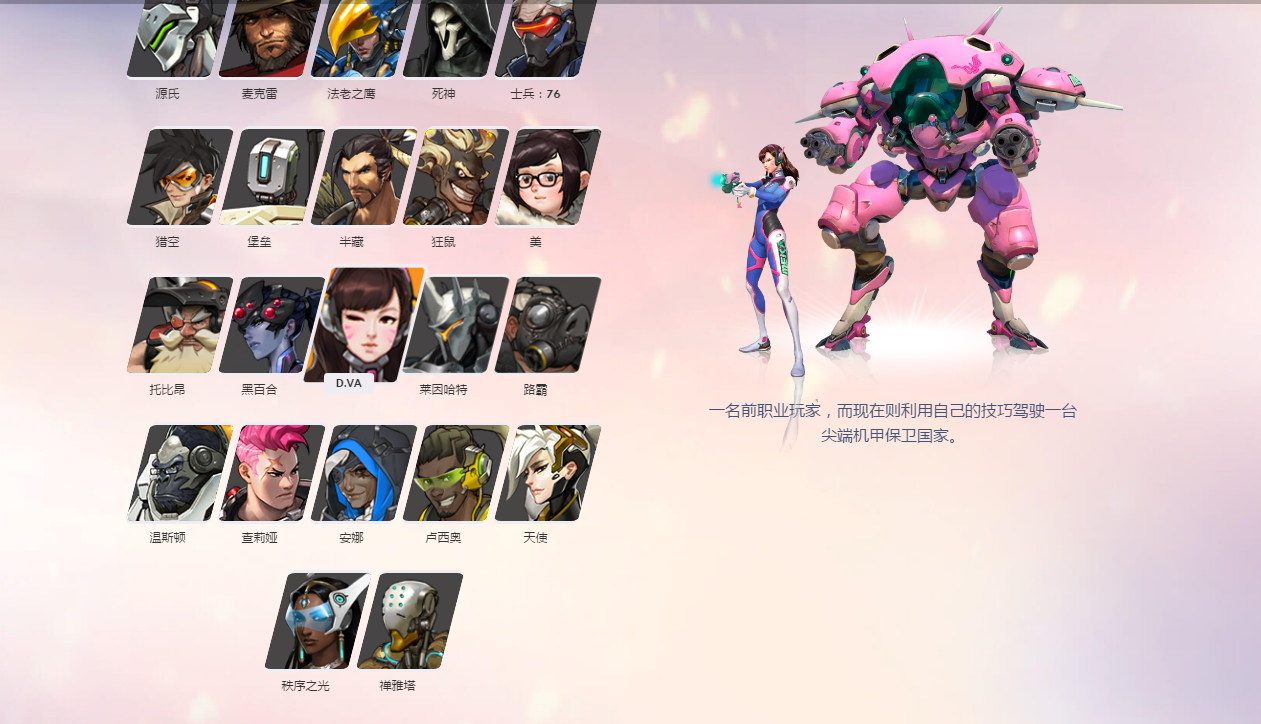 源氏
麦克雷
法老之鹰
死神
士兵：76
猎空
堡垒
半藏
狂鼠
美
托比昂
黑百合
D.VA
莱因哈特
路霸
温斯顿
查莉娅
安娜
卢西奥
天使
秩序之光
禅雅塔
一名前职业玩家，而现在则利用自己的技巧驾驶一台
尖端机甲保卫国家。